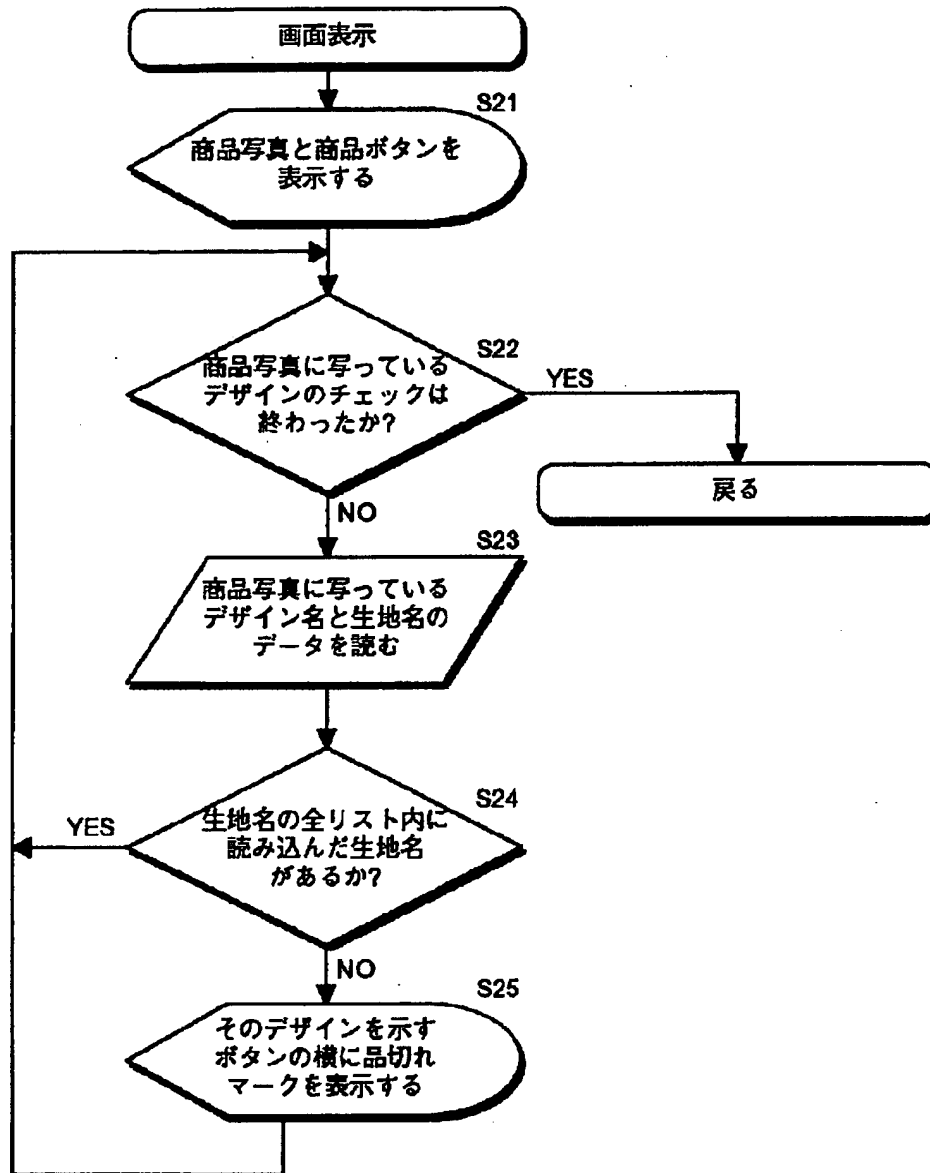 画面表示
S21
商品写真と商品ボタンを
表示する
S22
商品写真に写っている
デザインのチェックは
終わったか?
YES
戻る
NO
S23
商品写真に写っている
デザイン名と生地名の
データを読む
S24
生地名の全リスト内に
読み込んだ生地名
があるか?
YES
NO
S25
そのデザインを示す
ボタンの横に品切れ
マークを表示する